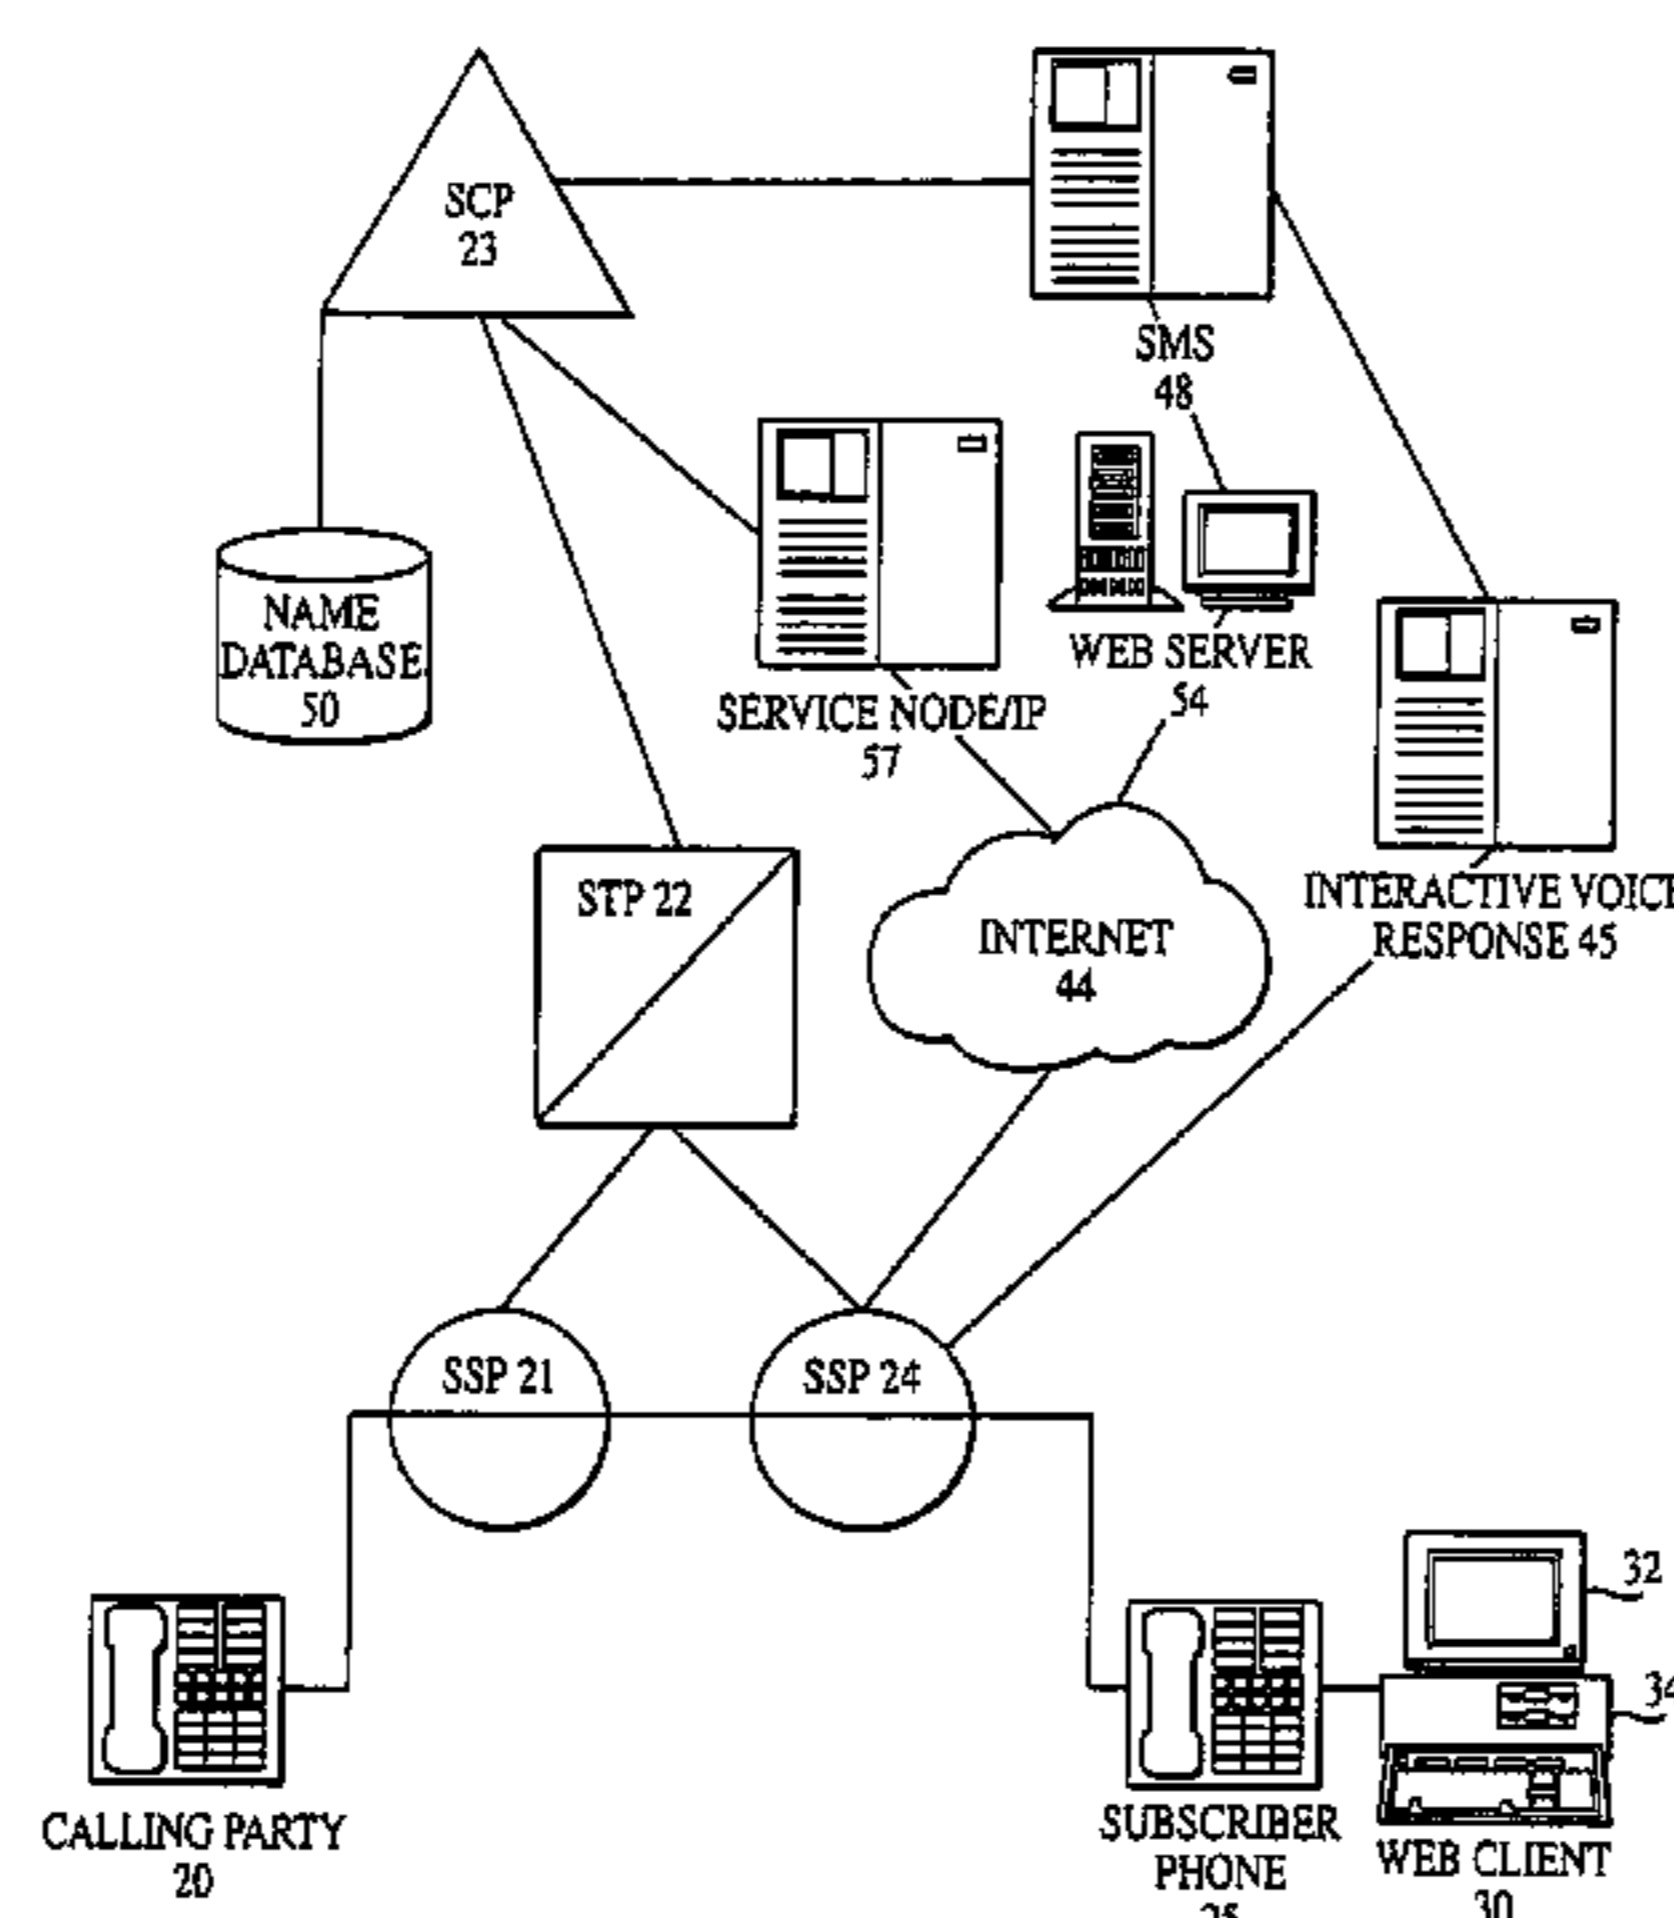 SCP
23
SMS
48
NAME
DATABASE
50
SERVICE NODE/IP
57
WEB SERVER
54
STP 22
INTERNET
44
INTERACTIVE VOICE
RESPONSE 45
SSP 21
SSP 24
32
34
CALLING PARTY
20
SUBSCRIBER
PHONE
WEB CLIENT
30